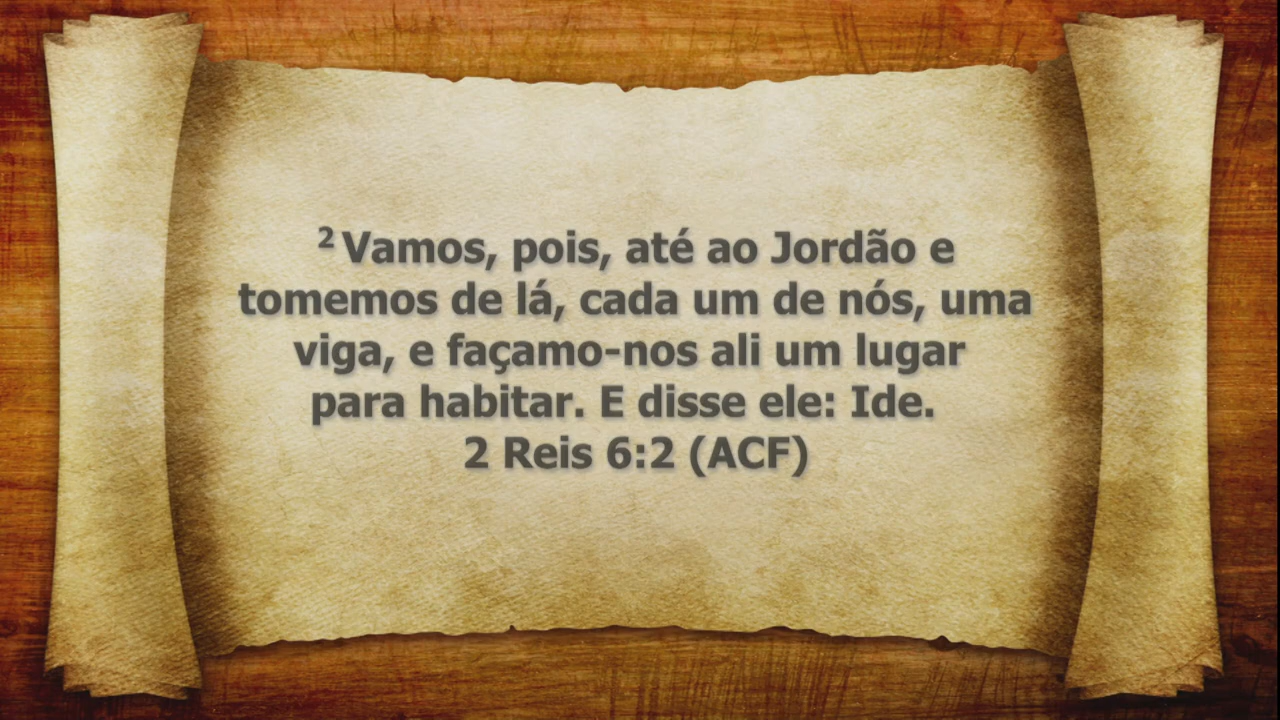 ² Vamos, pois, até ao Jordão e
tomemos de lá, cada um de nós, uma
viga, e façamo-nos ali um lugar
para habitar. E disse ele: Ide.
2 Reis 6:2 (ACF)